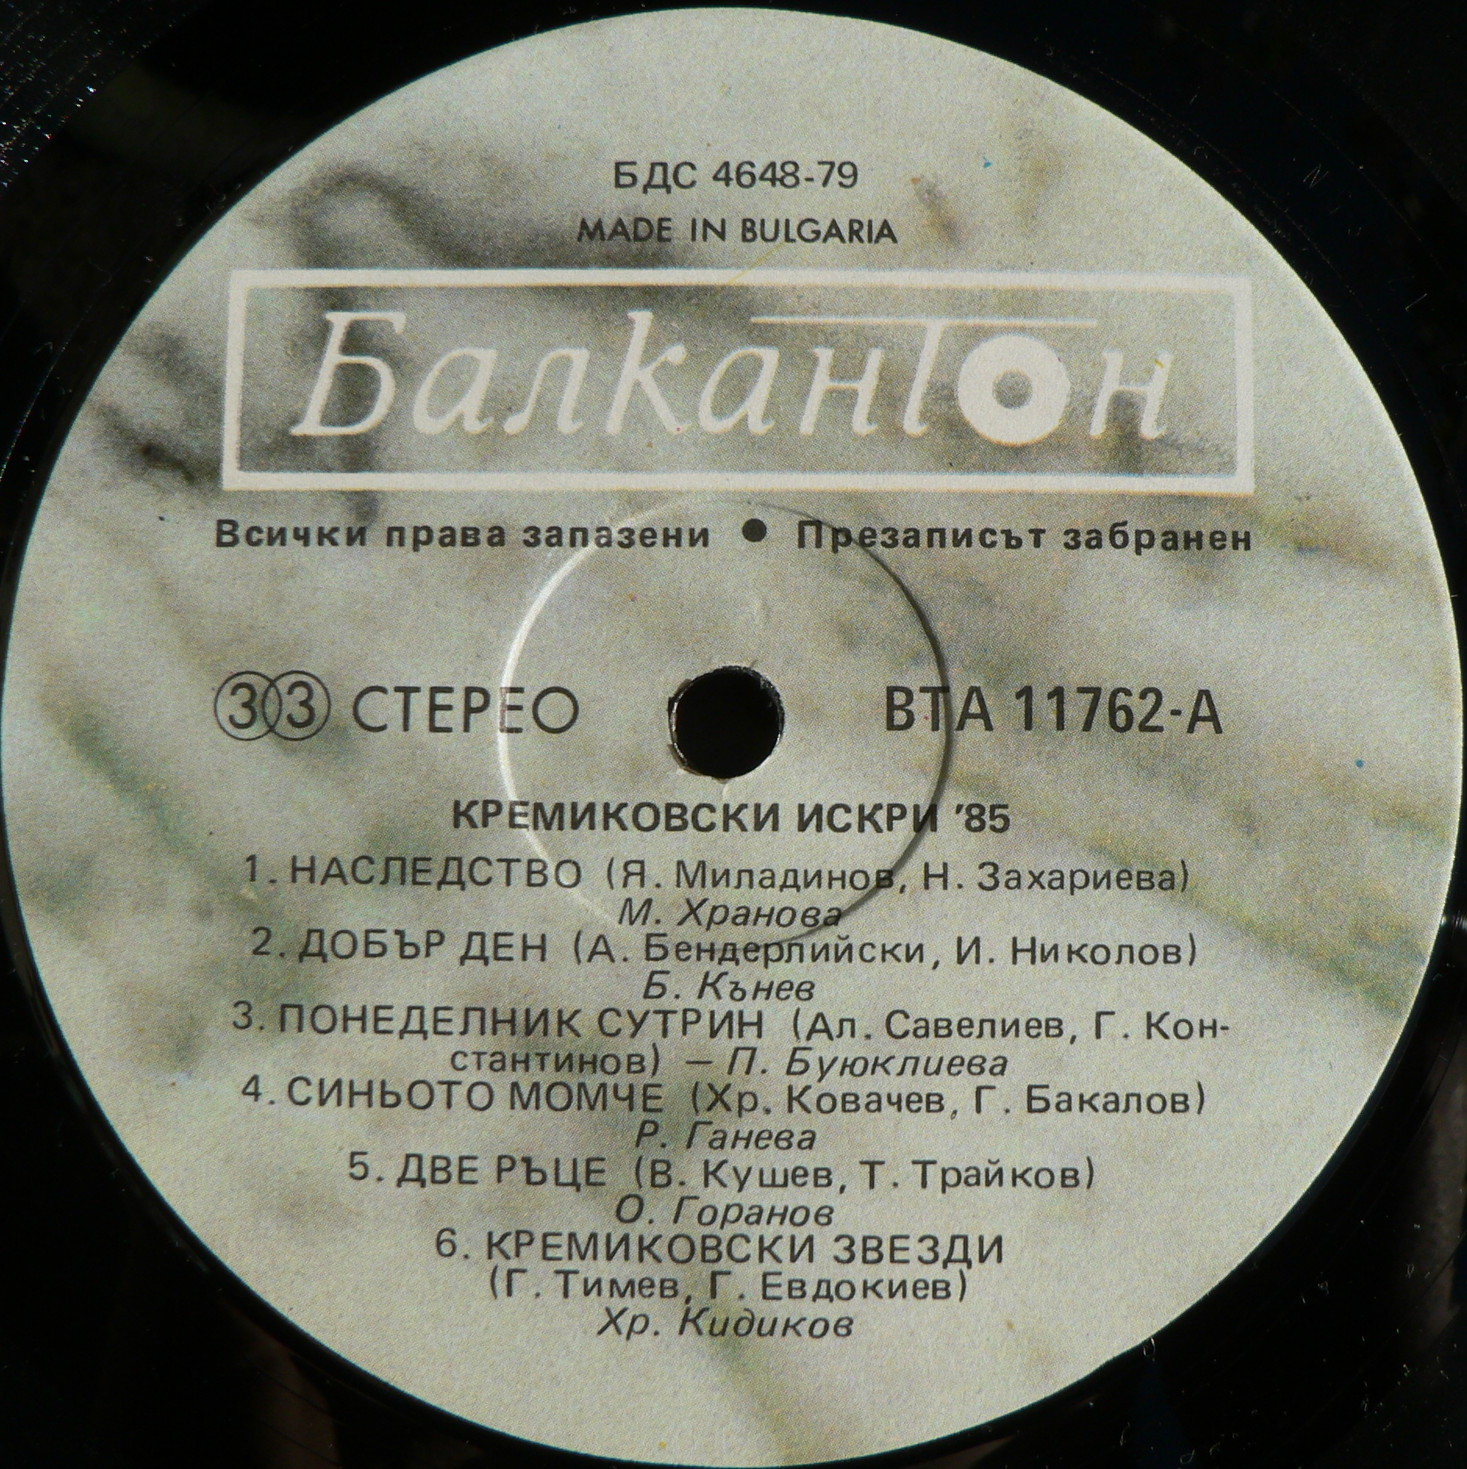 БДС 4648-79
MADE IN BULGARIA
Балкантон
Всички права запазени ● Презаписът забранен
33 СТЕРЕО ВТА 11762-А
КРЕМИКОВСКИ ИСКРИ '85
1. НАСЛЕДСТВО (Я. Миладинов, Н. Захариева)
М. Хранова
2. ДОБЪР ДЕН (А. Бендерлийски, И. Николов)
Б. Кънев
3. ПОНЕДЕЛНИК СУТРИН (Ал. Савелиев, Г. Кон-
стантинов) — П. Буюклиева
4. СИНЬОТО МОМЧЕ (Хр. Ковачев, Г. Бакалов)
Р. Ганева
5. ДВЕ РЪЦЕ (В. Кушев, Т. Трайков)
О. Горанов
6. КРЕМИКОВСКИ ЗВЕЗДИ
(Г. Тимев, Г. Евдокиев)
Хр. Кидиков